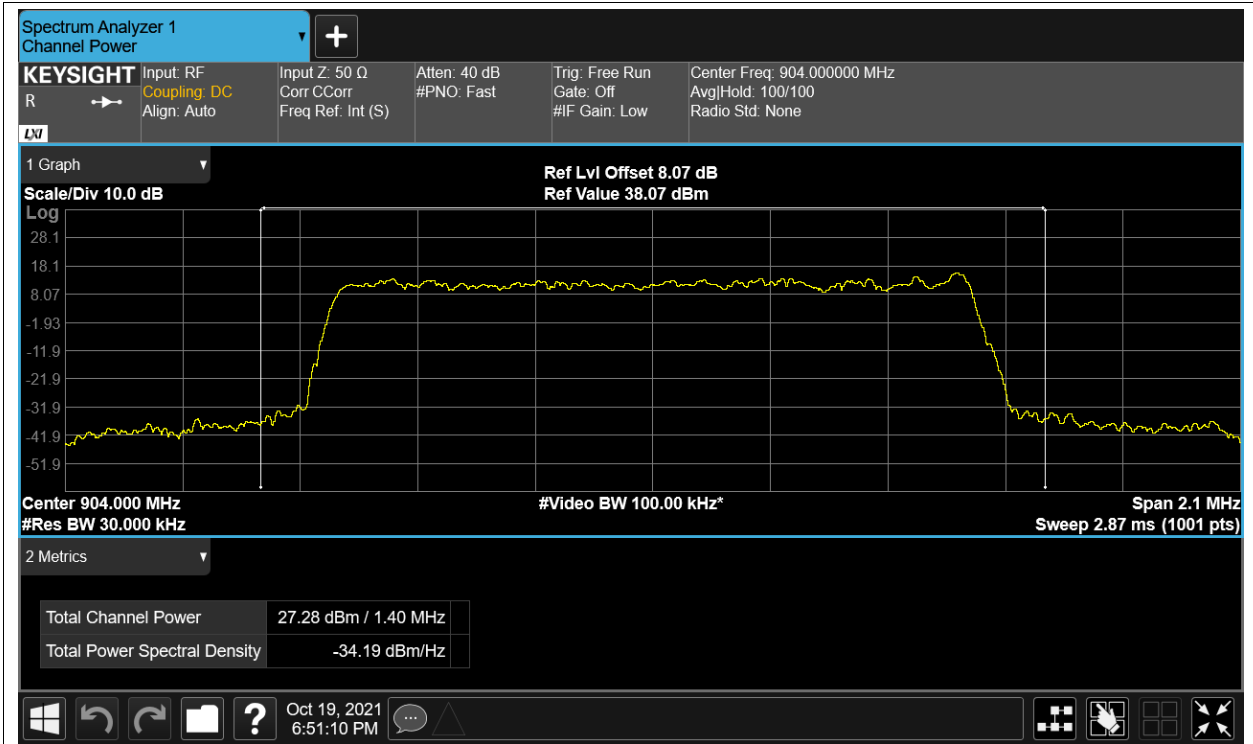 Spectrum Analyzer 1
Channel Power
+
KEYSIGHT
R
LXI
Input: RF
Coupling: DC
Align: Auto
Input Z: 50 Ω
Corr CCorr
Freq Ref: Int (S)
Atten: 40 dB
#PNO: Fast
Trig: Free Run
Gate: Off
#IF Gain: Low
Center Freq: 904.000000 MHz
Avg|Hold: 100/100
Radio Std: None
1 Graph
Scale/Div 10.0 dB
Ref Lvl Offset 8.07 dB
Ref Value 38.07 dBm
Log
28.1
18.1
8.07
-1.93
-11.9
-21.9
-31.9
-41.9
-51.9
Center 904.000 MHz
#Res BW 30.000 kHz
#Video BW 100.00 kHz*
Span 2.1 MHz
Sweep 2.87 ms (1001 pts)
2 Metrics
Total Channel Power 27.28 dBm / 1.40 MHz
Total Power Spectral Density -34.19 dBm/Hz
?
Oct 19, 2021
6:51:10 PM